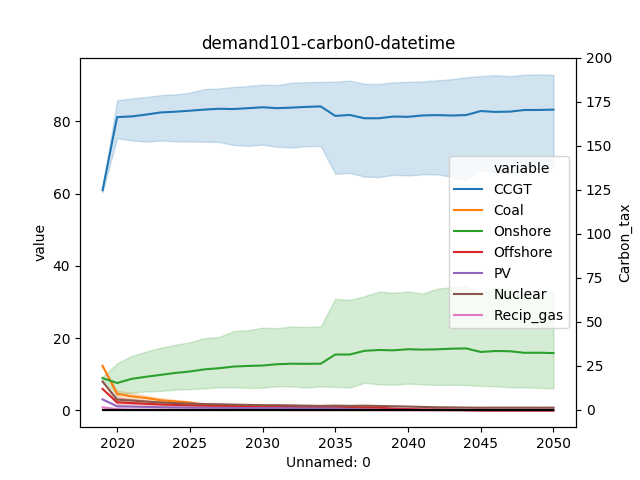 demand101-carbon0-datetime
200
175
150
125
100
75
50
25
0
Carbon_tax
80
60
40
20
0
value
variable
CCGT
Coal
Onshore
Offshore
PV
Nuclear
Recip_gas
2020 2025 2030 2035 2040 2045 2050
Unnamed: 0